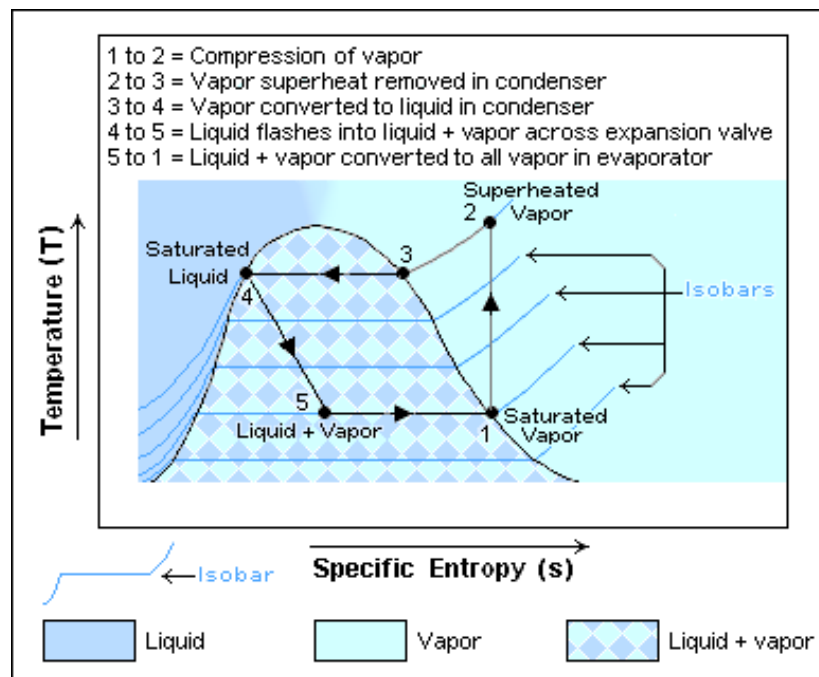 1 to 2 = Compression of vapor
2 to 3 = Vapor superheat removed in condenser
3 to 4 = Vapor converted to liquid in condenser
4 to 5 = Liquid flashes into liquid + vapor across expansion valve
5 to 1 = Liquid + vapor converted to all vapor in evaporator
Temperature (T)
Superheated
2 Vapor
Saturated
Liquid
3
4
Isobars
5
Liquid + Vapor
1
Saturated
Vapor
Isobar
Specific Entropy (s)
Liquid
Vapor
Liquid + vapor